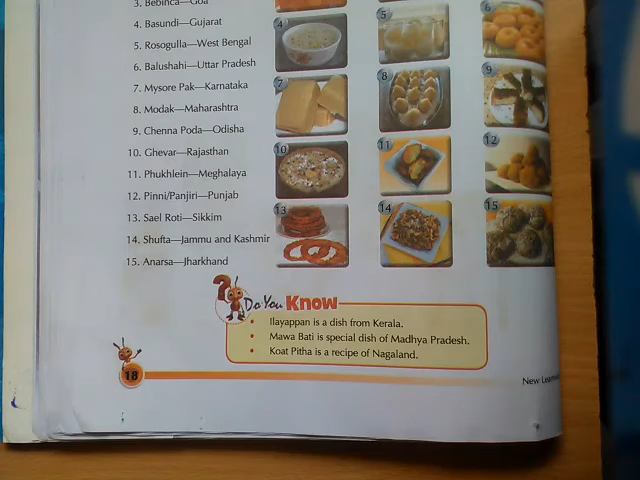 3. Bebinca—Goa
4. Basundi—Gujarat
5. Rosogulla—West Bengal
6. Balushahi—Uttar Pradesh
7. Mysore Pak—Karnataka
8. Modak—Maharashtra
9. Chenna Poda—Odisha
10. Ghevar—Rajasthan
11. Phukhlein—Meghalaya
12. Pinni/Panjiri—Punjab
13. Sael Roti—Sikkim
14. Shufta—Jammu and Kashmir
15. Anarsa—Jharkhand
4
5
6
7
8
9
10
11
12
13
14
15
Do You Know
• Ilayappan is a dish from Kerala.
• Mawa Bati is special dish of Madhya Pradesh.
• Koat Pitha is a recipe of Nagaland.
18
New